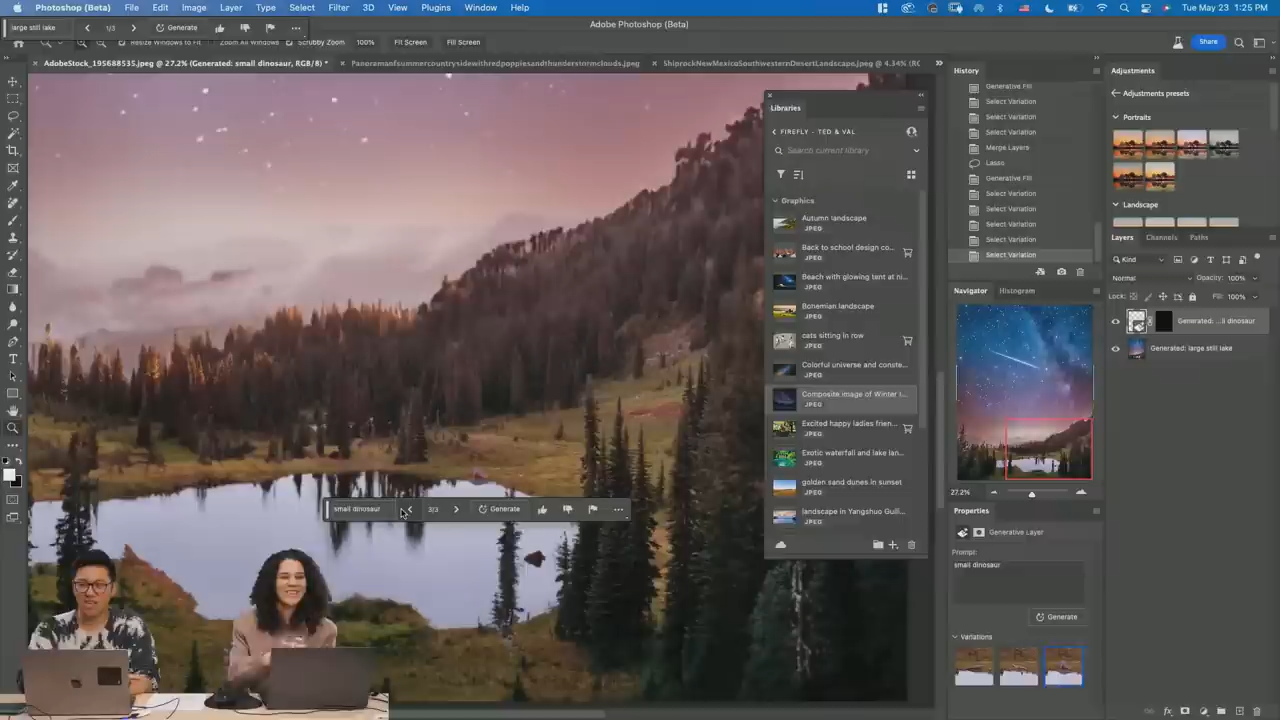 Photoshop (Beta) File Edit Image Layer Type Select Filter 3D View Plugins Window Help Tue May 23 1:25 PM
large still lake 1/3 Generate
Adobe Photoshop (Beta)
Resize Windows to Fit Zoom All Windows Scrubby Zoom 100% Fit Screen Fill Screen Share
AdobeStock_195688535.jpeg @ 27.2% (Generated: small dinosaur, RGB/8) *
Panoramanofsummercountrysidewithredpoppiesandthunderstormclouds.jpeg
ShiprockNewMexicoSouthwesternDesertLandscape.jpeg @ 4.34% (RG
Libraries
FIREFLY - TED & VAL
Search current library
Graphics
Autumn landscape
JPEG
Back to school design co...
JPEG
Beach with glowing tent at ni...
JPEG
Bohemian landscape
JPEG
cats sitting in row
JPEG
Colorful universe and conste...
JPEG
Composite image of Winter l...
JPEG
Excited happy ladies frien...
JPEG
Exotic waterfall and lake lan...
JPEG
golden sand dunes in sunset
JPEG
landscape in Yangshuo Guili...
JPEG
small dinosaur 3/3 Generate
History
Generative Fill
Select Variation
Select Variation
Select Variation
Merge Layers
Lasso
Generative Fill
Select Variation
Select Variation
Select Variation
Select Variation
Select Variation
Navigator Histogram
27.2%
Properties
Generative Layer
Prompt:
small dinosaur
Generate
Variations
Adjustments
Adjustments presets
Portraits
Landscape
Layers Channels Paths
Kind
Normal Opacity: 100%
Lock: Fill: 100%
Generated: ...ll dinosaur
Generated: large still lake